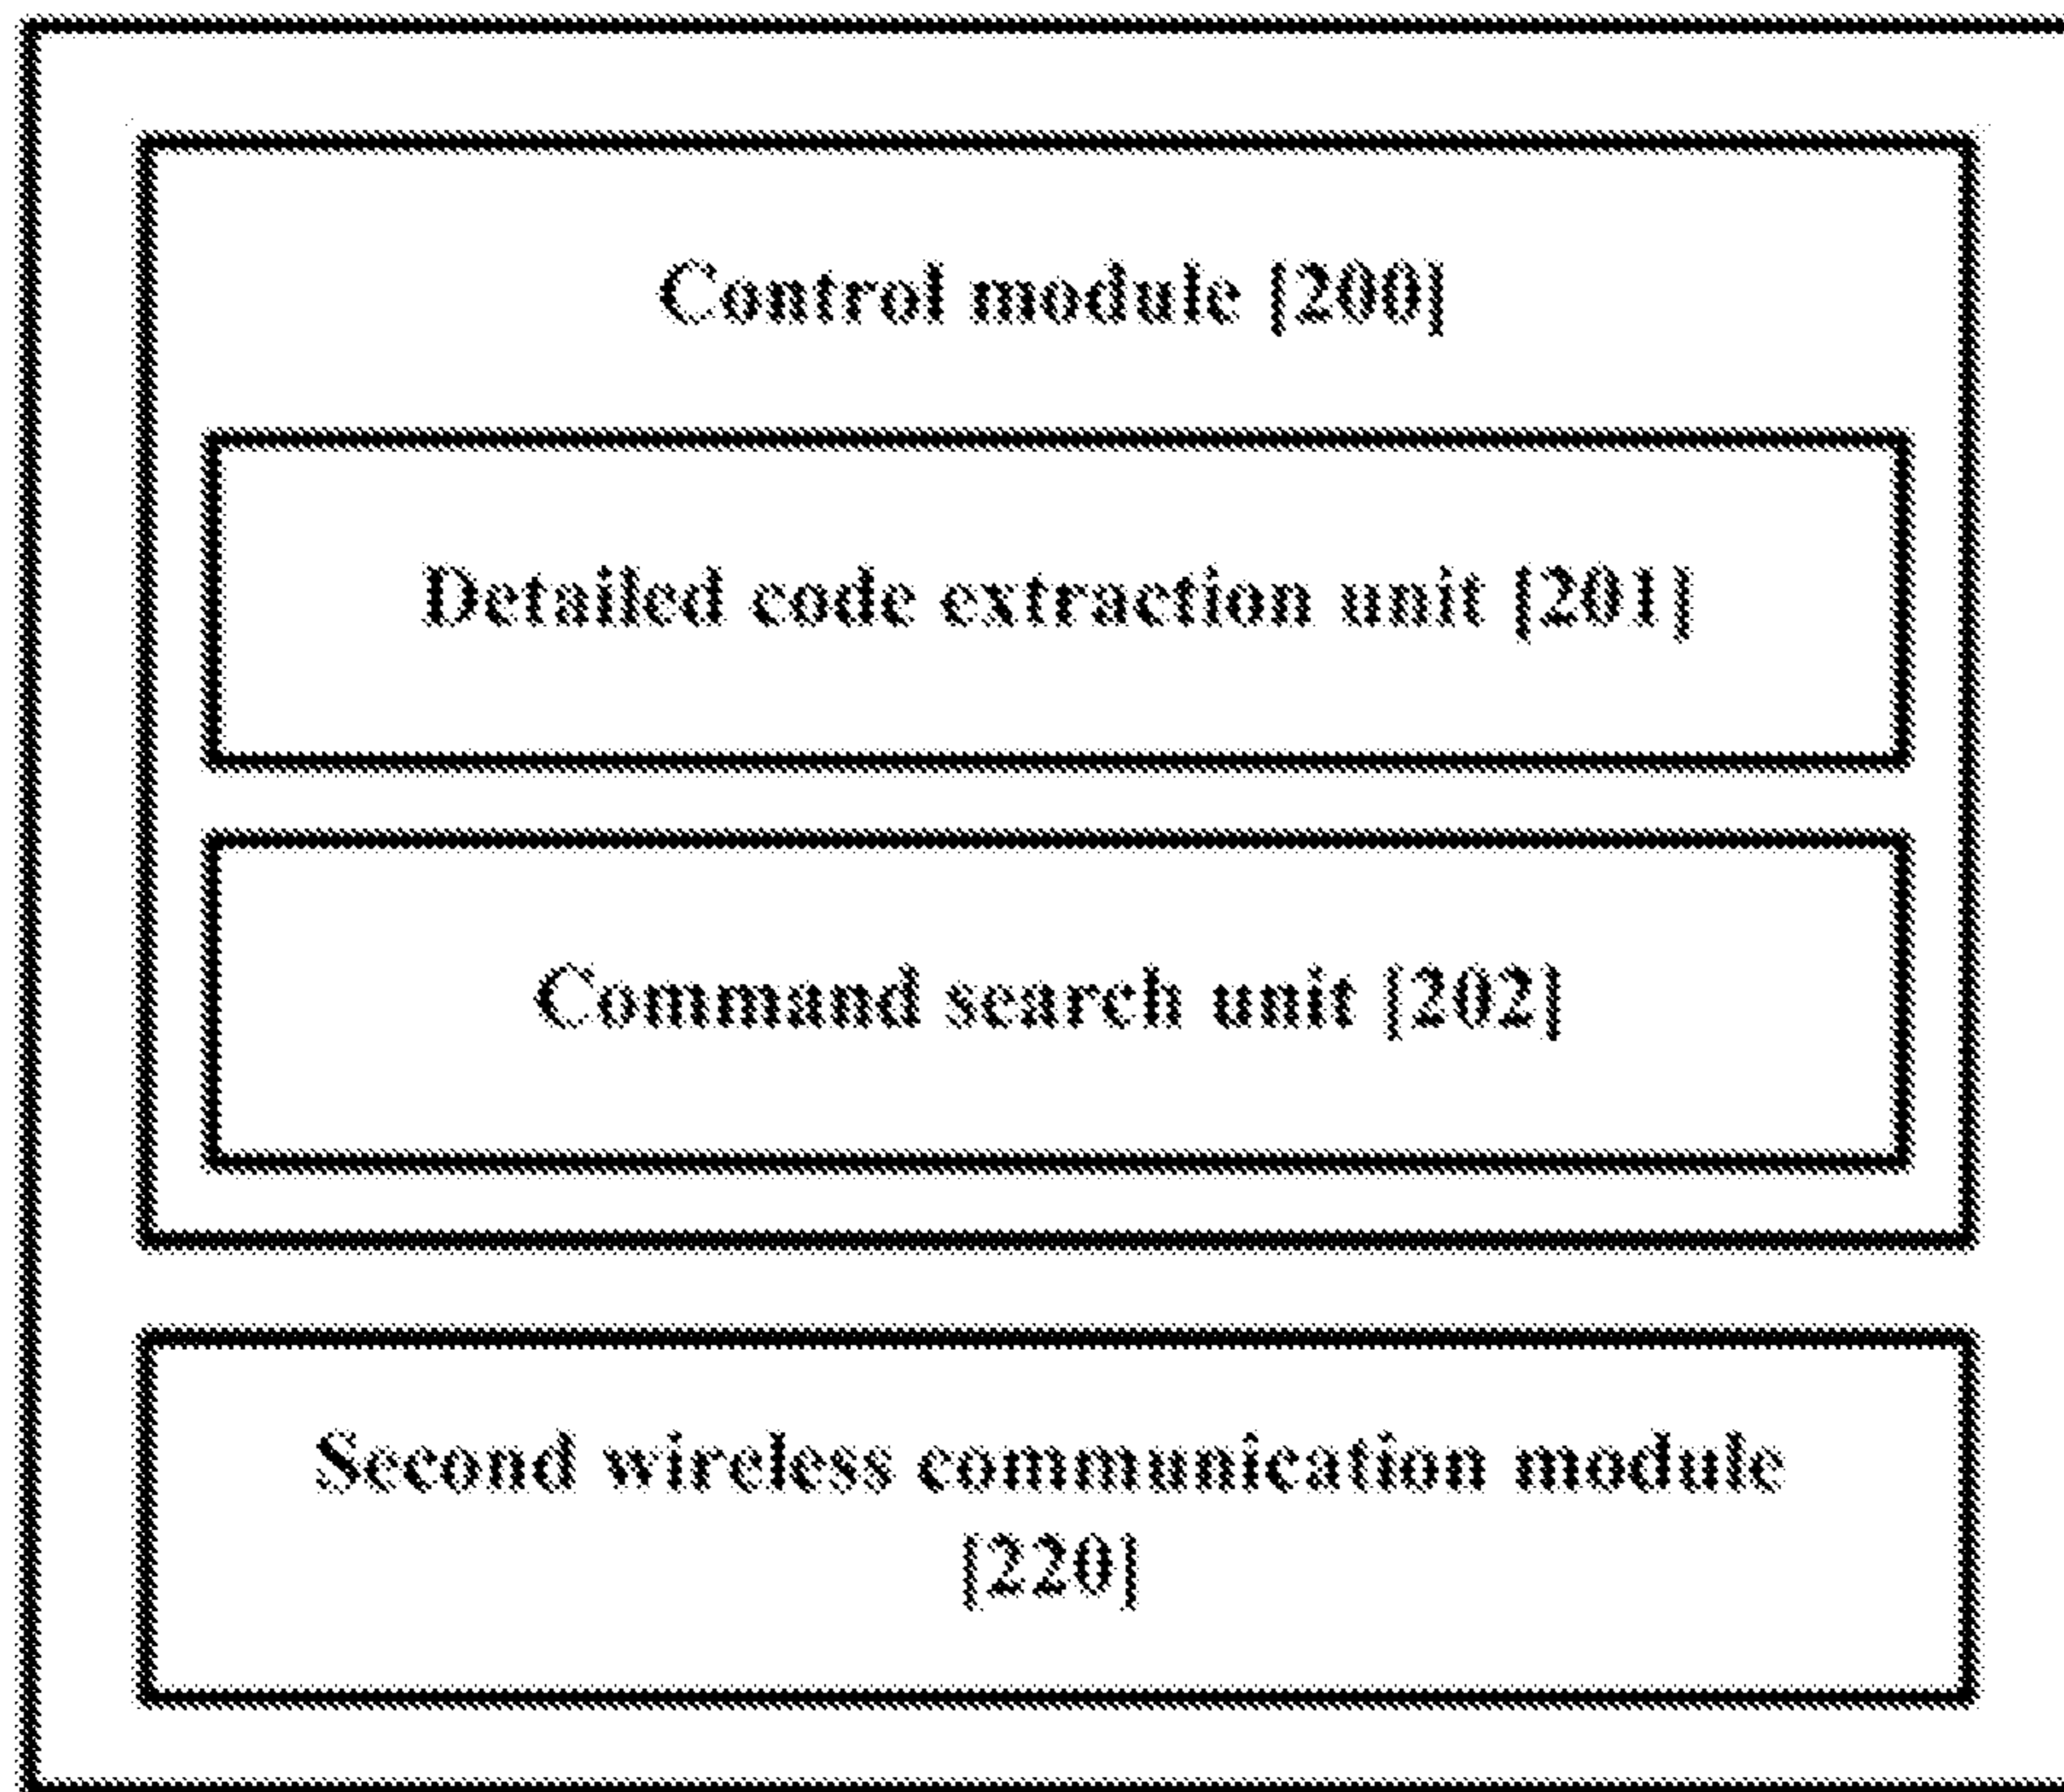 Control module [200]
Detailed code extraction unit [201]
Command search unit [202]
Second wireless communication module
[220]